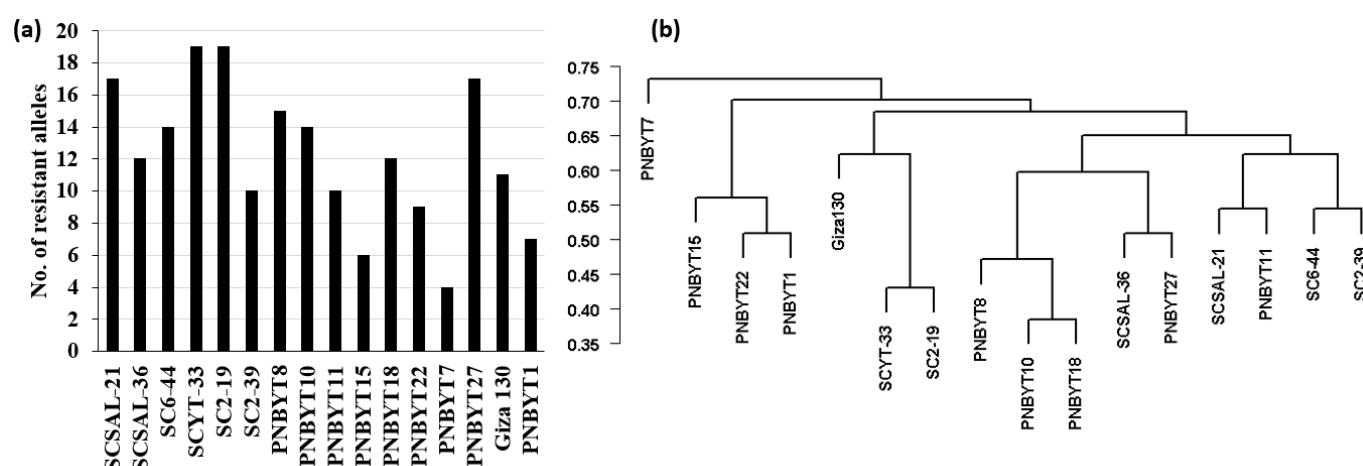 (a)
No. of resistant alleles
20
18
16
14
12
10
8
6
4
2
0
SCSAL-21
SCSAL-36
SC6-44
SCYT-33
SC2-19
SC2-39
PNBYT8
PNBYT10
PNBYT11
PNBYT15
PNBYT18
PNBYT22
PNBYT7
PNBYT27
Giza 130
PNBYT1
(b)
0.75
0.70
0.65
0.60
0.55
0.50
0.45
0.40
0.35
PNBYT7
PNBYT15
PNBYT22
PNBYT1
Giza130
SCYT-33
SC2-19
PNBYT8
PNBYT10
PNBYT18
SCSAL-36
PNBYT27
SCSAL-21
PNBYT11
SC6-44
SC2-39